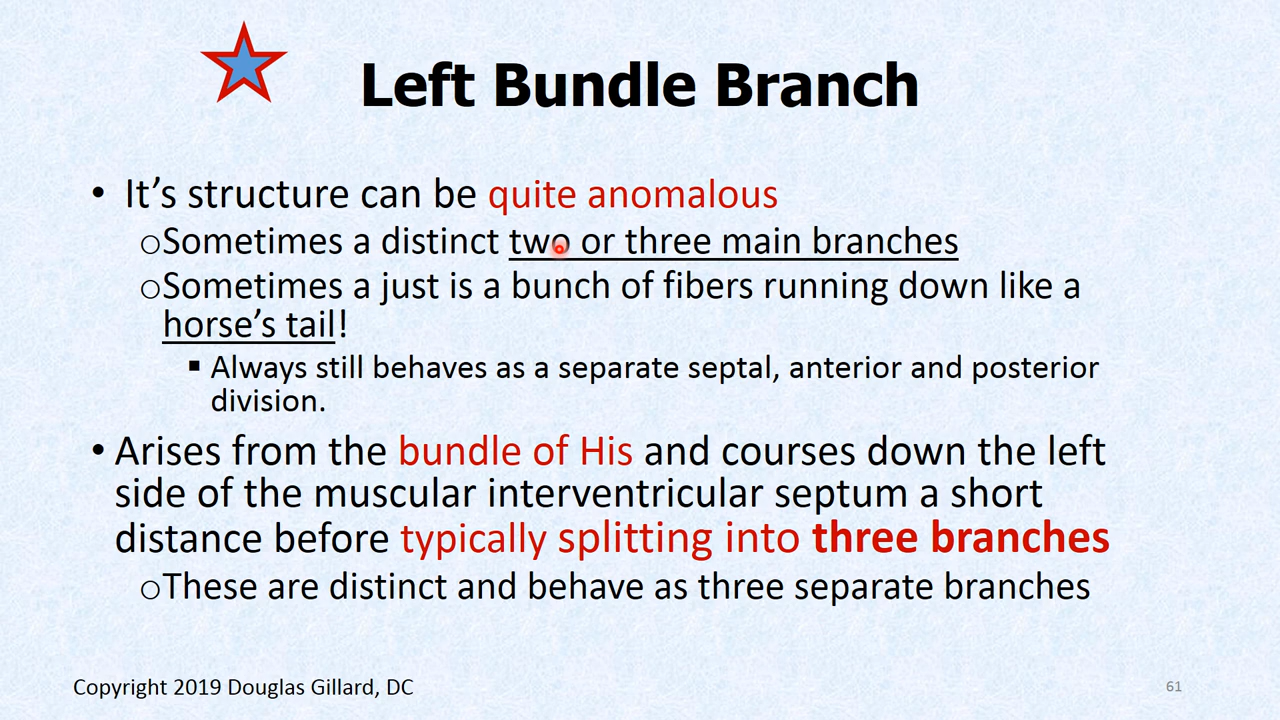 Left Bundle Branch
• It’s structure can be quite anomalous
oSometimes a distinct two or three main branches
oSometimes a just is a bunch of fibers running down like a
horse’s tail!
▪ Always still behaves as a separate septal, anterior and posterior
division.
• Arises from the bundle of His and courses down the left
side of the muscular interventricular septum a short
distance before typically splitting into three branches
oThese are distinct and behave as three separate branches
Copyright 2019 Douglas Gillard, DC
61